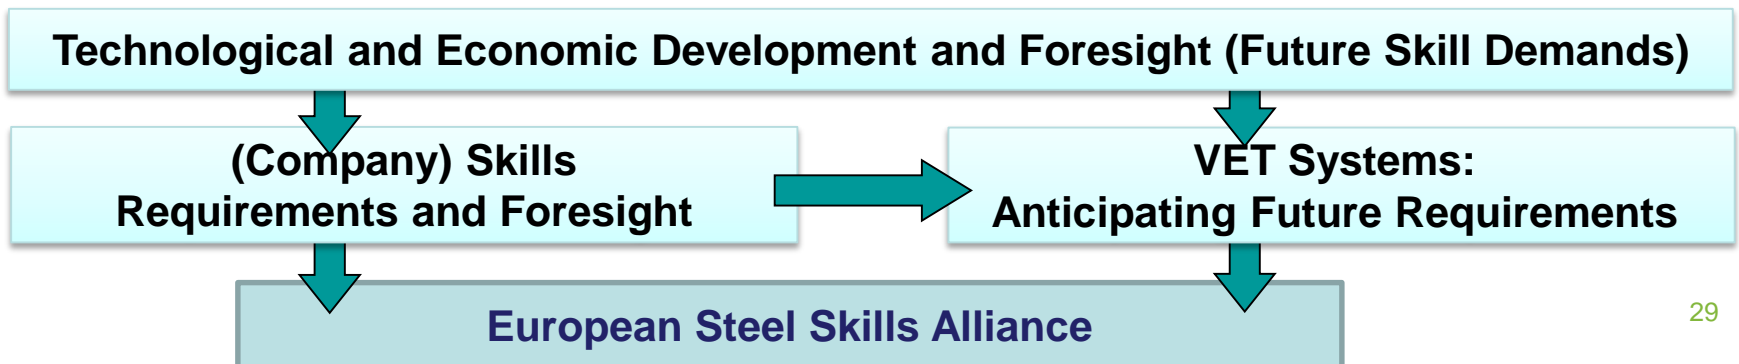 Technological and Economic Development and Foresight (Future Skill Demands)
(Company) Skills
Requirements and Foresight
VET Systems:
Anticipating Future Requirements
European Steel Skills Alliance
29